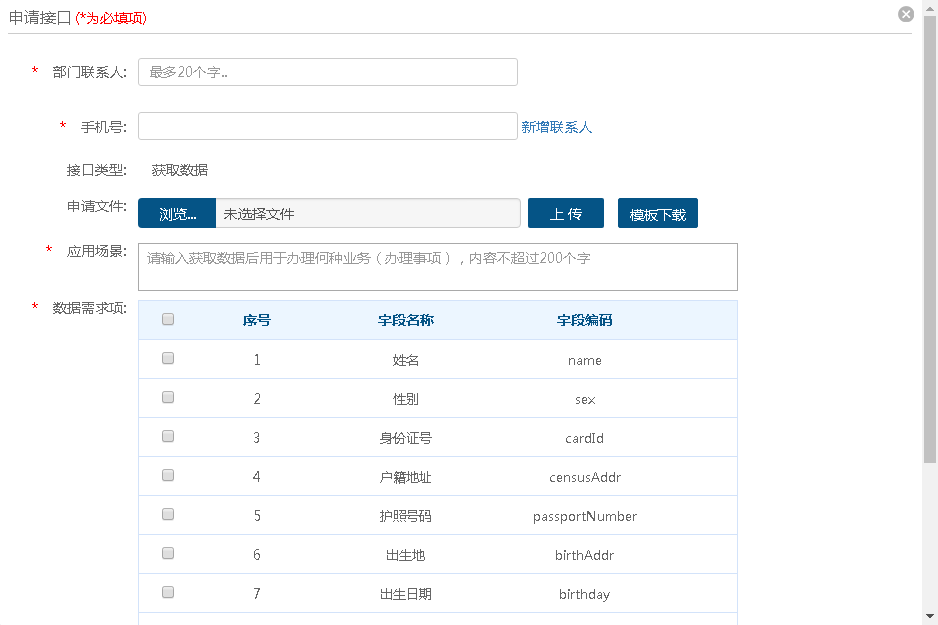 申请接口 (*为必填项)
* 部门联系人: 最多20个字..
* 手机号: 新增联系人
接口类型: 获取数据
申请文件: 浏览... 未选择文件 上 传 模板下载
* 应用场景: 请输入获取数据后用于办理何种业务（办理事项），内容不超过200个字
* 数据需求项:
序号 字段名称 字段编码
1 姓名 name
2 性别 sex
3 身份证号 cardId
4 户籍地址 censusAddr
5 护照号码 passportNumber
6 出生地 birthAddr
7 出生日期 birthday